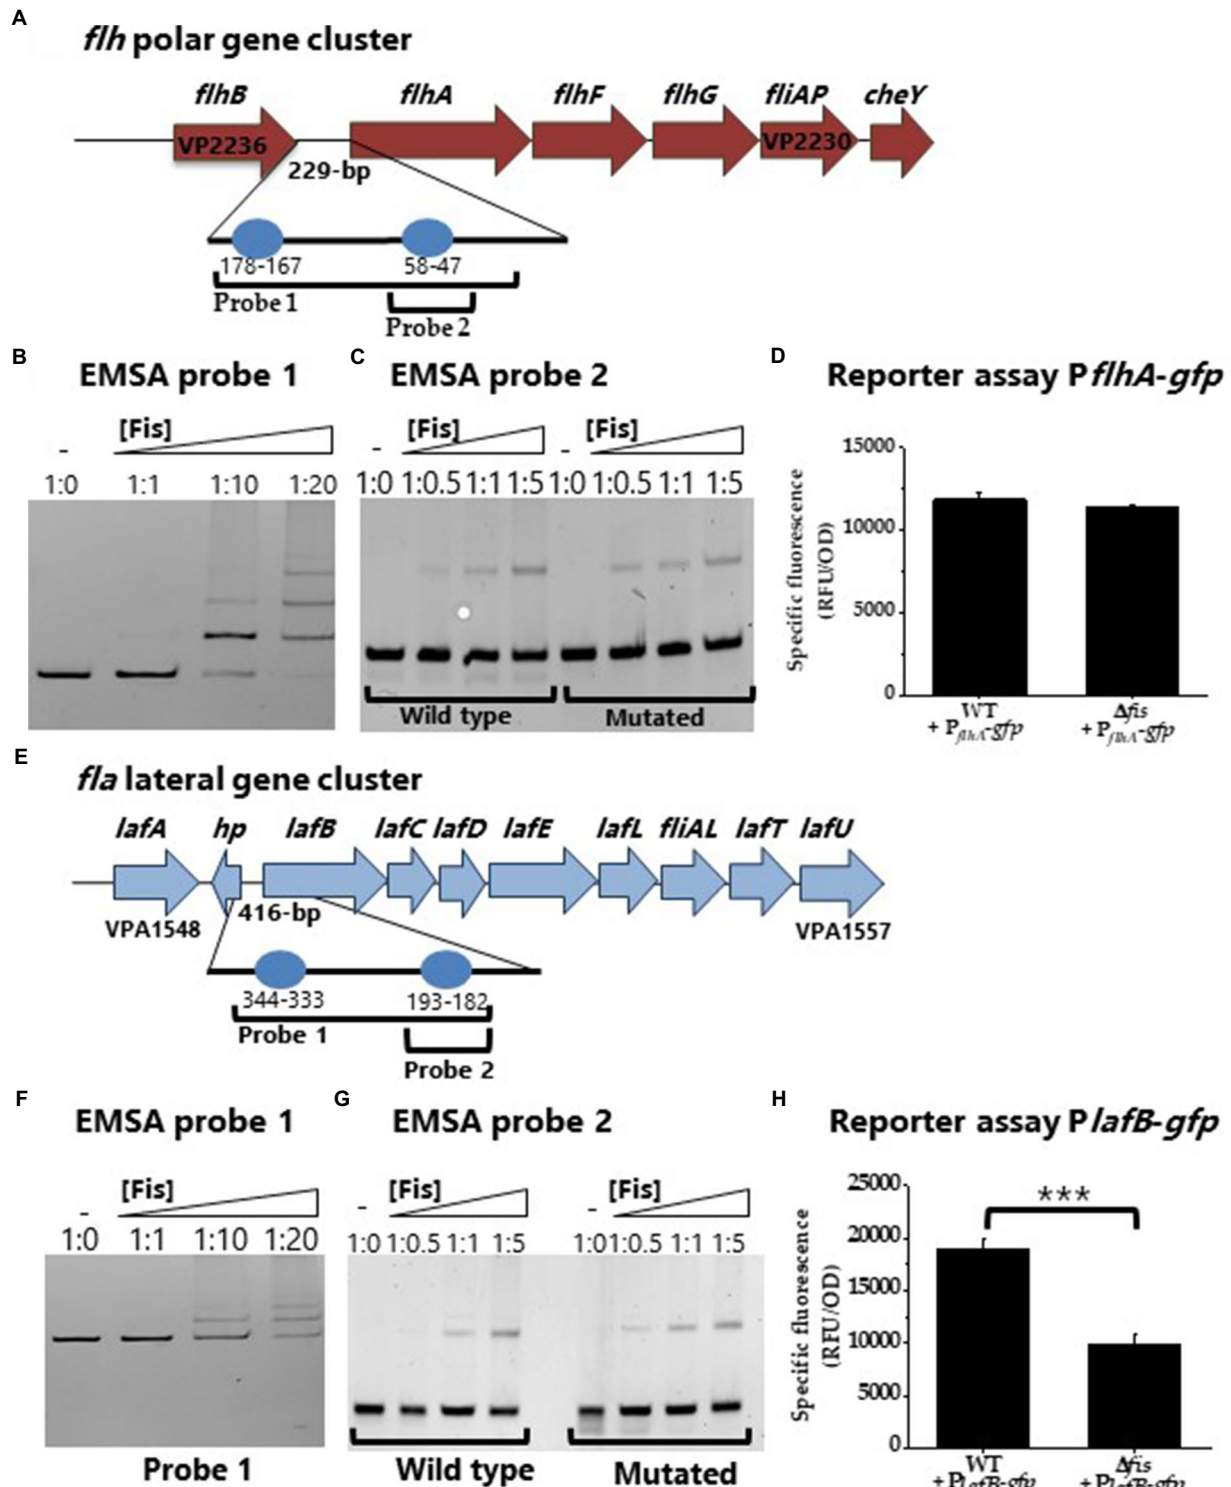 A
flh polar gene cluster
flhB flhA flhF flhG fliAP cheY
VP2236 VP2230
229-bp
178-167 58-47
Probe 1
Probe 2
B EMSA probe 1
- [Fis]
1:0 1:1 1:10 1:20
C EMSA probe 2
- [Fis] - [Fis]
1:0 1:0.5 1:1 1:5 1:0 1:0.5 1:1 1:5
Wild type Mutated
D Reporter assay PflhA-gfp
Specific fluorescence
(RFU/OD)
15000
10000
5000
0
WT Δfis
+ PflhA-gfp + PflhA-gfp
E
fla lateral gene cluster
lafA hp lafB lafC lafD lafE lafL fliAL lafT lafU
416-bp
VPA1548 VPA1557
344-333 193-182
Probe 1
Probe 2
F EMSA probe 1
- [Fis]
1:0 1:1 1:10 1:20
Probe 1
G EMSA probe 2
- [Fis] - [Fis]
1:0 1:0.5 1:1 1:5 1:0 1:0.5 1:1 1:5
Wild type Mutated
H Reporter assay PlafB-gfp
Specific fluorescence
(RFU/OD)
25000
20000
15000
10000
5000
0
***
WT Δfis
+ PlafB-gfp + PlafB-gfp